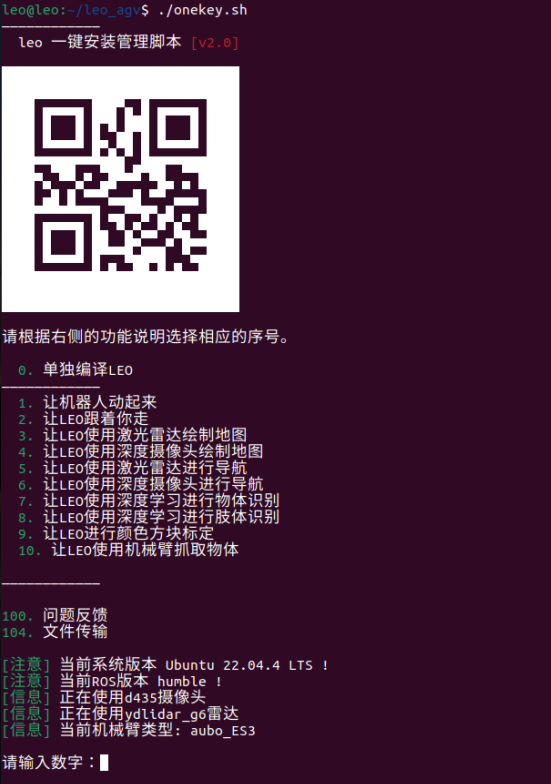 leo@leo:~/leo_agv$ ./onekey.sh
————————————
leo 一键安装管理脚本 [v2.0]
请根据右侧的功能说明选择相应的序号。
0. 单独编译LEO
————————————
1. 让机器人动起来
2. 让LEO跟着你走
3. 让LEO使用激光雷达绘制地图
4. 让LEO使用深度摄像头绘制地图
5. 让LEO使用激光雷达进行导航
6. 让LEO使用深度摄像头进行导航
7. 让LEO使用深度学习进行物体识别
8. 让LEO使用深度学习进行肢体识别
9. 让LEO进行颜色方块标定
10. 让LEO使用机械臂抓取物体
————————————
100. 问题反馈
104. 文件传输
[注意] 当前系统版本 Ubuntu 22.04.4 LTS !
[注意] 当前ROS版本 humble !
[信息] 正在使用d435摄像头
[信息] 正在使用ydlidar_g6雷达
[信息] 当前机械臂类型: aubo_ES3
请输入数字：